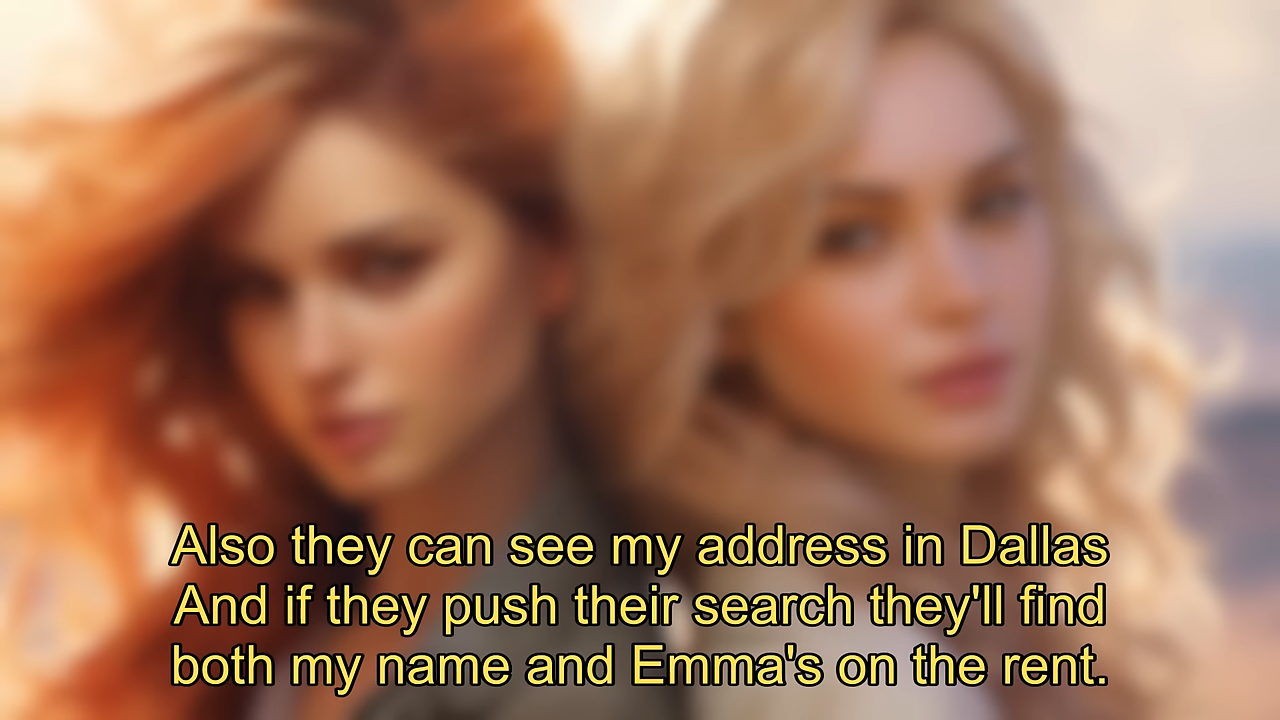 Also they can see my address in Dallas
And if they push their search they'll find
both my name and Emma's on the rent.